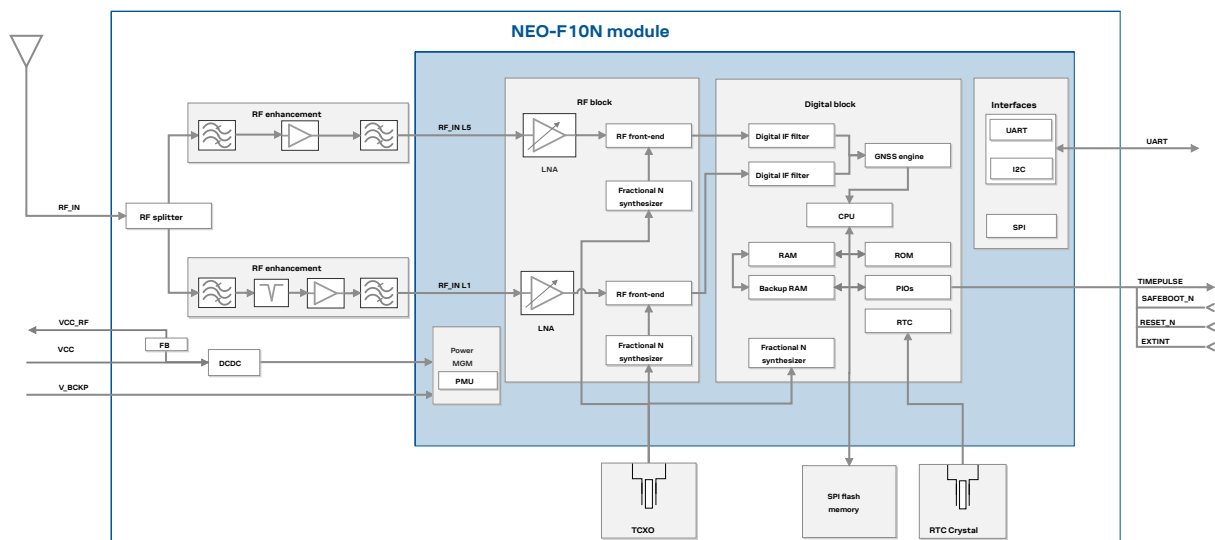 NEO-F10N module
RF enhancement
RF_IN L5
RF block
LNA
RF front-end
Fractional N
synthesizer
Digital block
Digital IF filter
Digital IF filter
GNSS engine
CPU
Interfaces
UART
I2C
SPI
UART
RF_IN
RF splitter
RF enhancement
RF_IN L1
LNA
RF front-end
Fractional N
synthesizer
RAM
ROM
Backup RAM
PIOs
RTC
Fractional N
synthesizer
TIMEPULSE
SAFEBOOT_N
RESET_N
EXTINT
VCC_RF
FB
VCC
DCDC
V_BCKP
Power
MGM
PMU
TCXO
SPI flash
memory
RTC Crystal